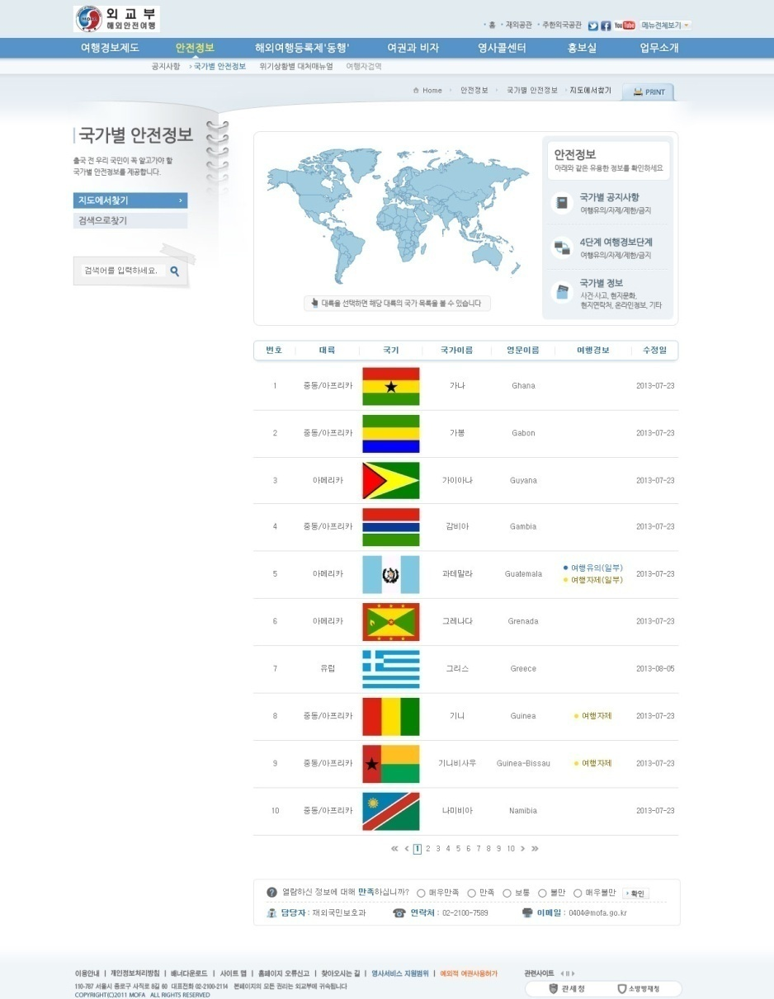 외 교 부
해외안전여행
홈 재외공관 주한외국공관 You Tube 메뉴전체보기
여행경보제도 안전정보 해외여행등록제'동행' 여권과 비자 영사콜센터 홍보실 업무소개
공지사항 국가별 안전정보 위기상황별 대처매뉴얼 여행자검역
Home 안전정보 국가별 안전정보 지도에서찾기 PRINT
국가별 안전정보
출국 전 우리 국민이 꼭 알고가야 할
국가별 안전정보를 제공합니다.
지도에서찾기
검색으로찾기
검색어를 입력하세요.
대륙을 선택하면 해당 대륙의 국가 목록을 볼 수 있습니다
안전정보
아래와 같은 유용한 정보를 확인하세요
국가별 공지사항
여행유의/자제/제한/금지
4단계 여행경보단계
여행유의/자제/제한/금지
국가별 정보
사건·사고, 현지문화,
현지연락처, 온라인정보, 기타
번호 대륙 국기 국가이름 영문이름 여행경보 수정일
1 중동/아프리카 가나 Ghana 2013-07-23
2 중동/아프리카 가봉 Gabon 2013-07-23
3 아메리카 가이아나 Guyana 2013-07-23
4 중동/아프리카 감비아 Gambia 2013-07-23
5 아메리카 과테말라 Guatemala 여행유의(일부) 여행자제(일부) 2013-07-23
6 아메리카 그레나다 Grenada 2013-07-23
7 유럽 그리스 Greece 2013-08-05
8 중동/아프리카 기니 Guinea 여행자제 2013-07-23
9 중동/아프리카 기니비사우 Guinea-Bissau 여행자제 2013-07-23
10 중동/아프리카 나미비아 Namibia 2013-07-23
« ‹ 1 2 3 4 5 6 7 8 9 10 › »
열람하신 정보에 대해 만족하십니까? 매우만족 만족 보통 불만 매우불만 확인
담당자 : 재외국민보호과 연락처 : 02-2100-7589 이메일 : 0404@mofa.go.kr
이용안내 | 개인정보처리방침 | 배너다운로드 | 사이트 맵 | 홈페이지 오류신고 | 찾아오시는 길 | 영사서비스 지원범위 | 예외적 여권사용허가 관련사이트
110-787 서울시 종로구 사직로 8길 60 대표전화 02-2100-2114 본페이지의 모든 권리는 외교부에 귀속됩니다
COPYRIGHT(C)2011 MOFA ALL RIGHTS RESERVED
관세청 소방방재청